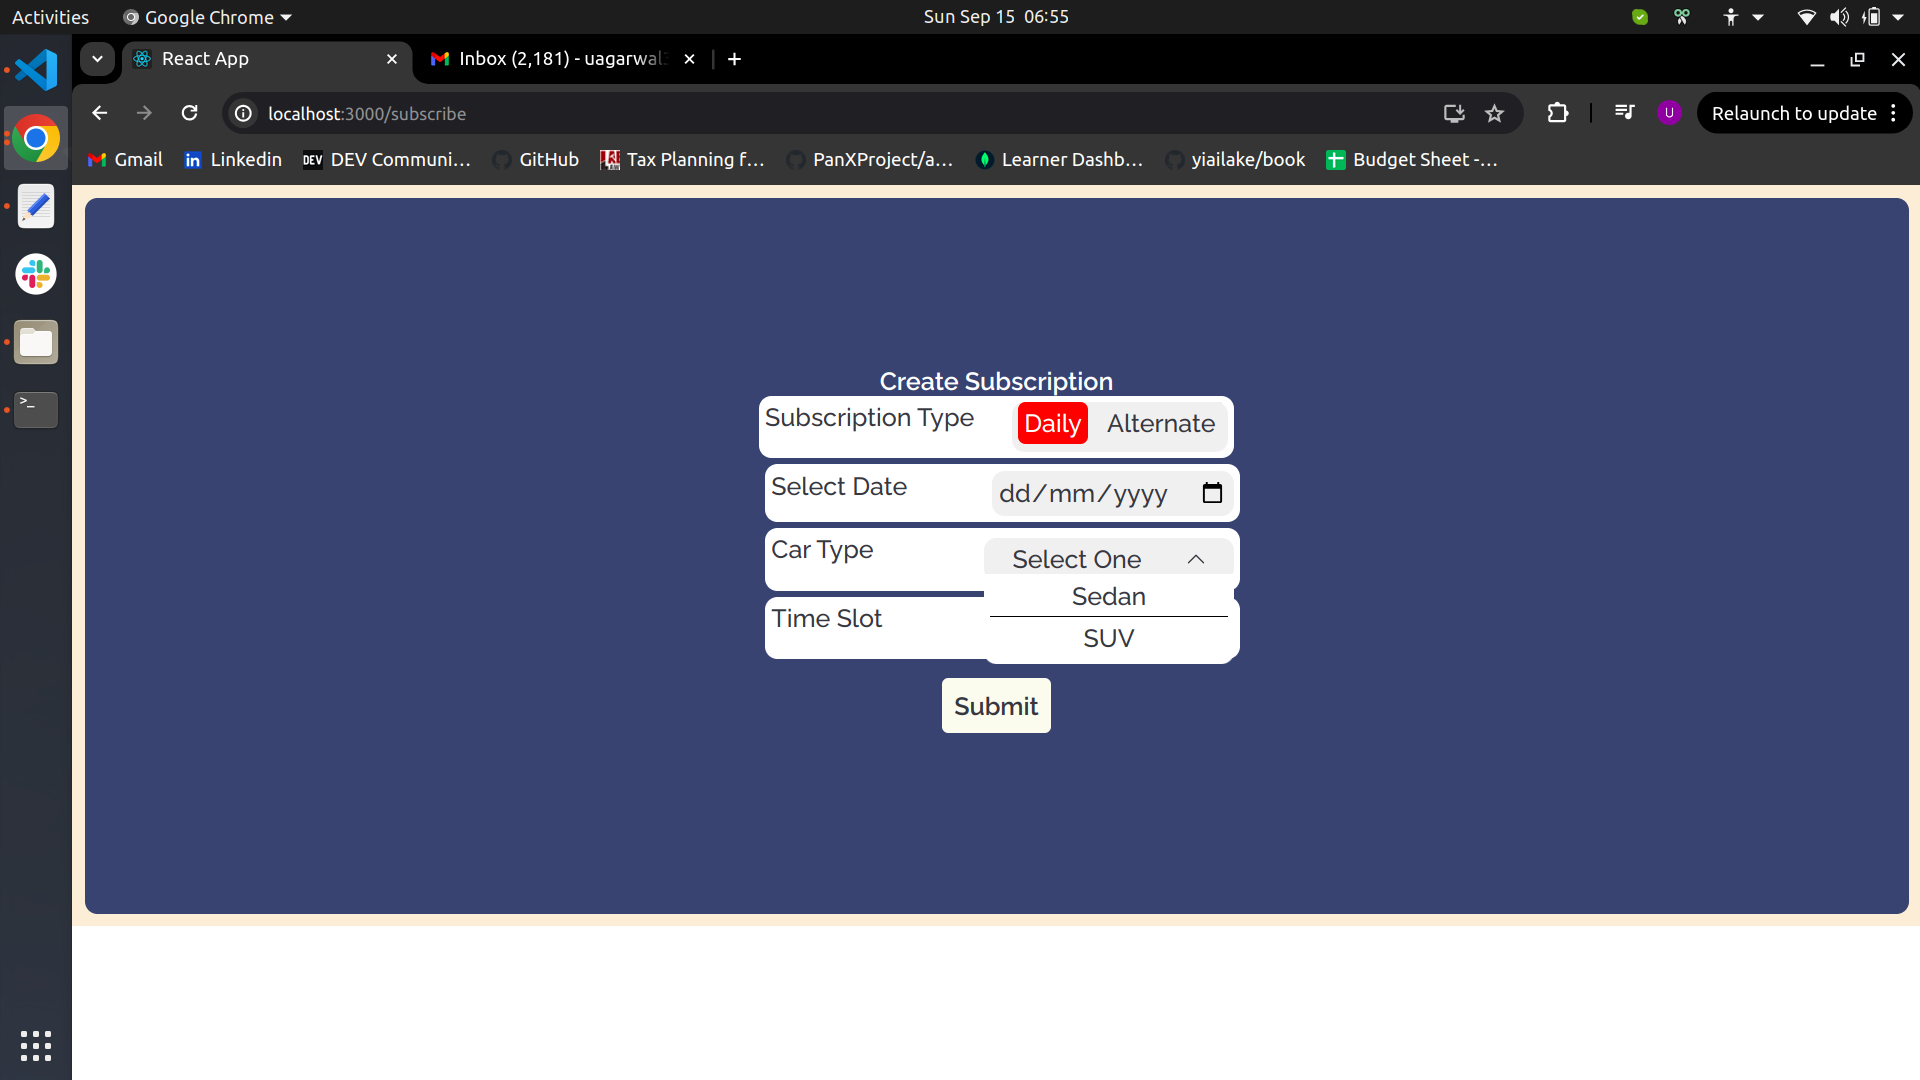 Activities Google Chrome Sun Sep 15 06:55
React App Inbox (2,181) - uagarwal
localhost:3000/subscribe U Relaunch to update
Gmail in Linkedin DEV DEV Communi... GitHub Tax Planning f... PanXProject/a... Learner Dashb... yiailake/book Budget Sheet -...
Create Subscription
Subscription Type Daily Alternate
Select Date dd/mm/yyyy
Car Type Select One
Sedan
Time Slot
SUV
Submit
>_